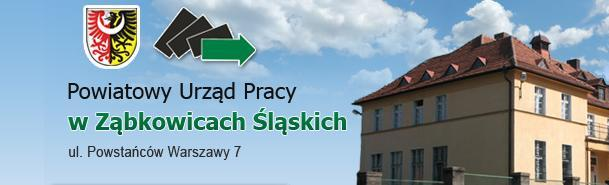 Powiatowy Urząd Pracy
w Ząbkowicach Śląskich
ul. Powstańców Warszawy 7